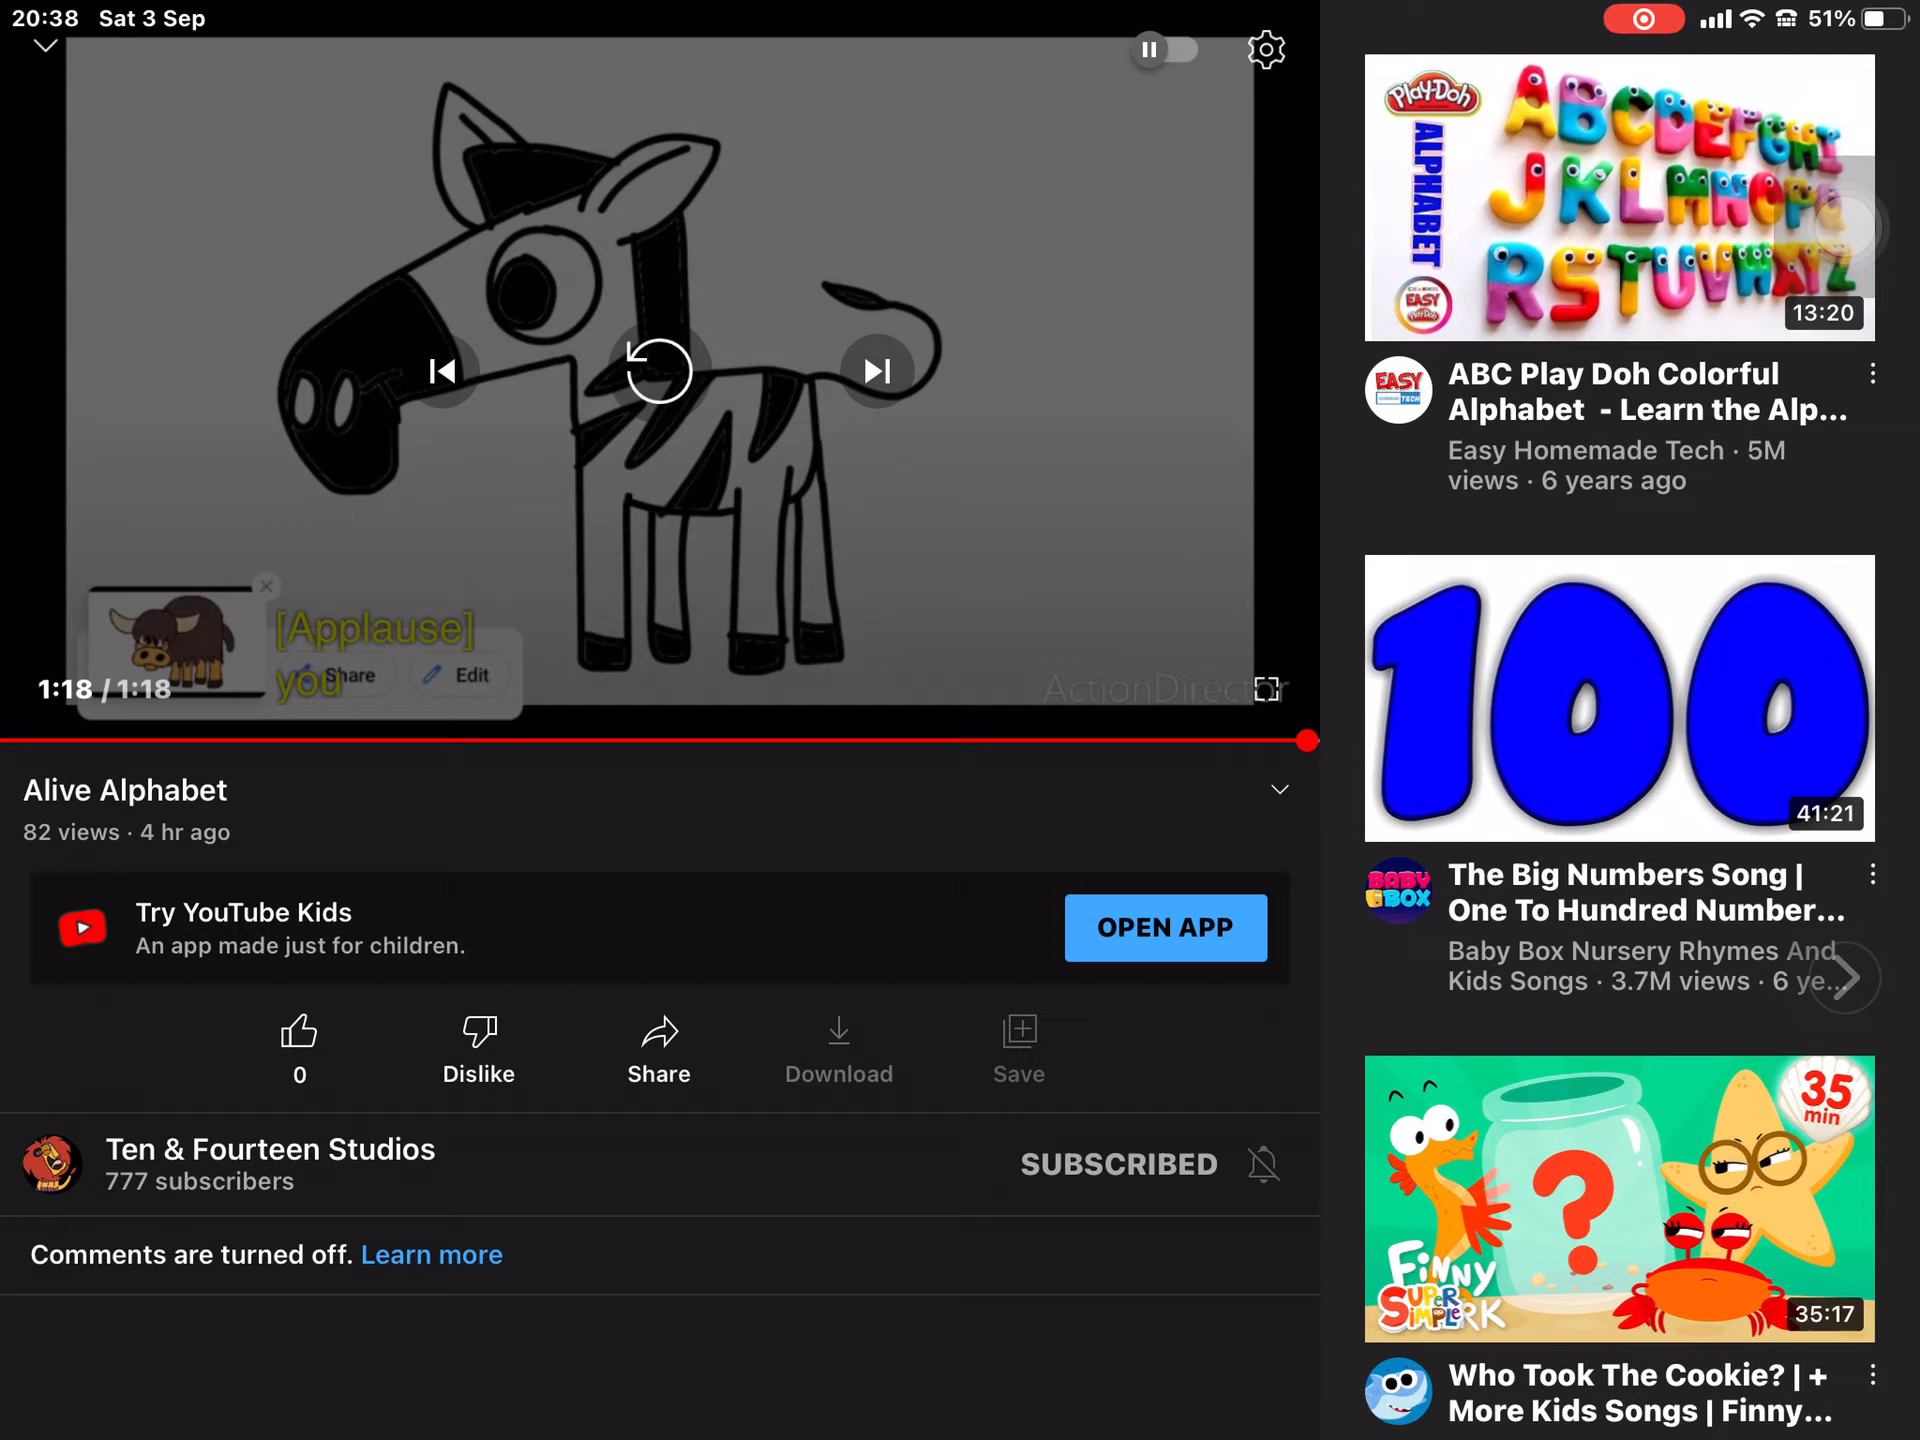 20:38 Sat 3 Sep
51%
[Applause]
you
Share
Edit
1:18 / 1:18
ActionDirector
Alive Alphabet
82 views · 4 hr ago
Try YouTube Kids
An app made just for children.
OPEN APP
0
Dislike
Share
Download
Save
Ten & Fourteen Studios
777 subscribers
SUBSCRIBED
Comments are turned off. Learn more
Play-Doh
ALPHABET
ABCDEFGHI
JKLMNOPQ
RSTUVWXYZ
EASY
13:20
EASY
TECH
ABC Play Doh Colorful
Alphabet - Learn the Alp...
Easy Homemade Tech · 5M
views · 6 years ago
100
41:21
BABY
BOX
The Big Numbers Song |
One To Hundred Number...
Baby Box Nursery Rhymes And
Kids Songs · 3.7M views · 6 ye...
35
min
?
FiNNY
SUPER
SIMPLE
35:17
Who Took The Cookie? | +
More Kids Songs | Finny...